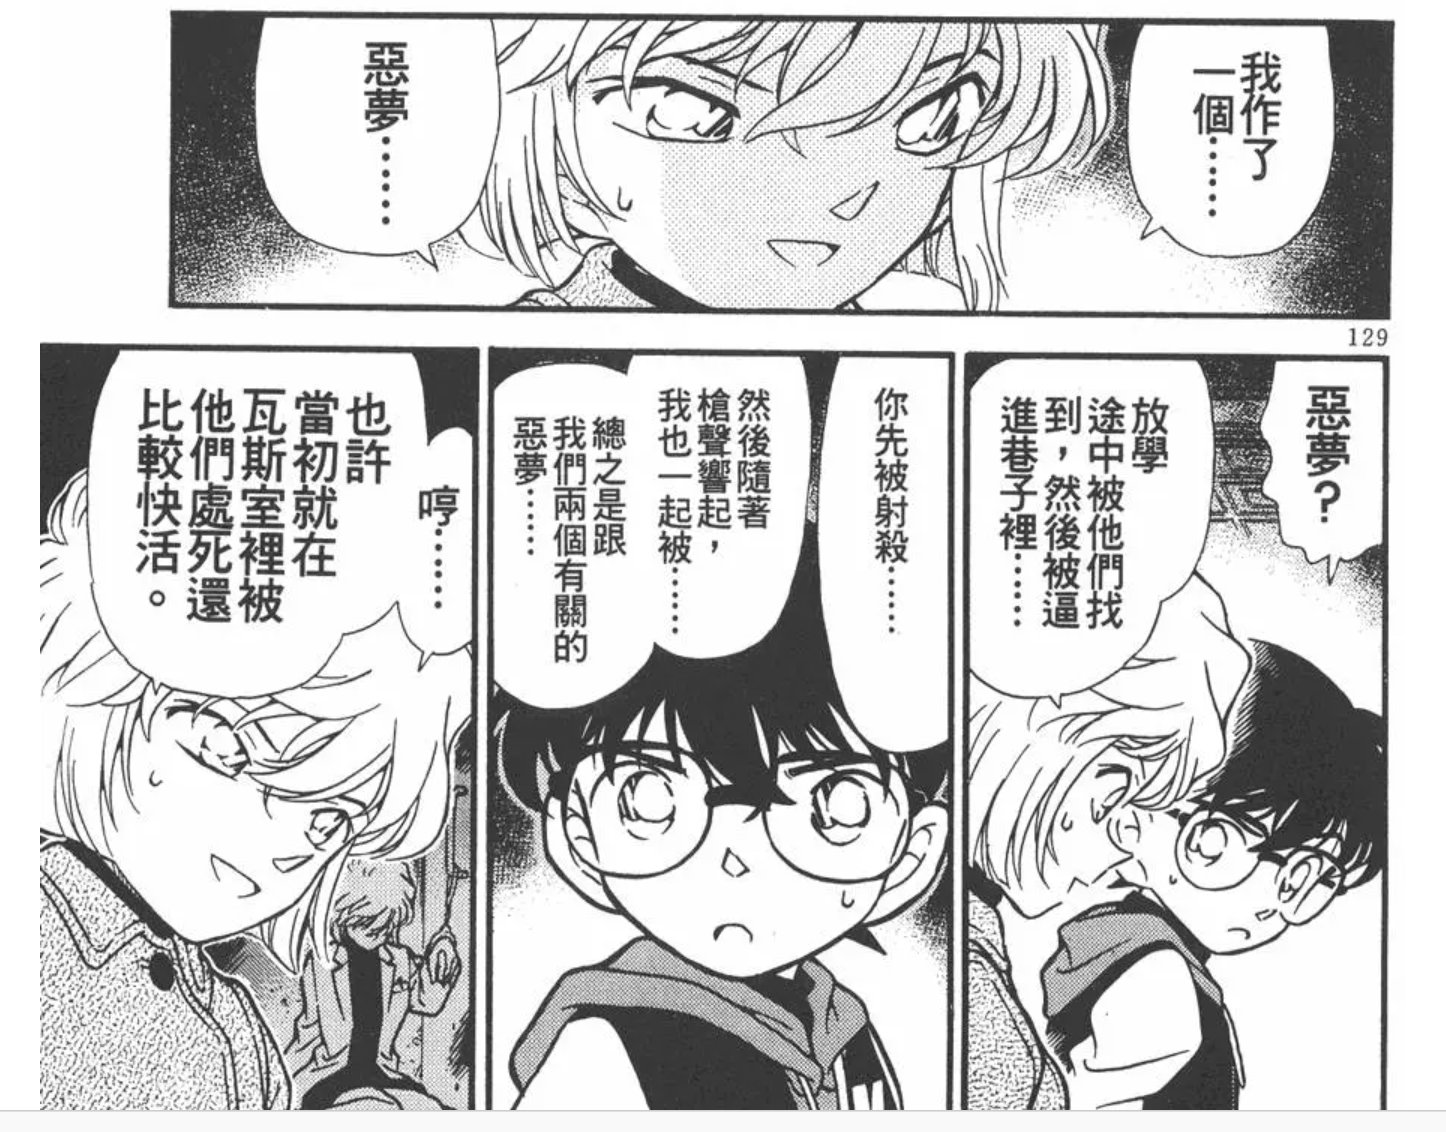 我作了
一個……
惡夢……
129
惡夢？
放學
途中被他們找
到，然後被逼
進巷子裡……
你先被射殺……
然後隨著
槍聲響起，
我也一起被……
總之是跟
我們兩個有關的
惡夢……
哼……
也許
當初就在
瓦斯室裡被
他們處死還
比較快活。